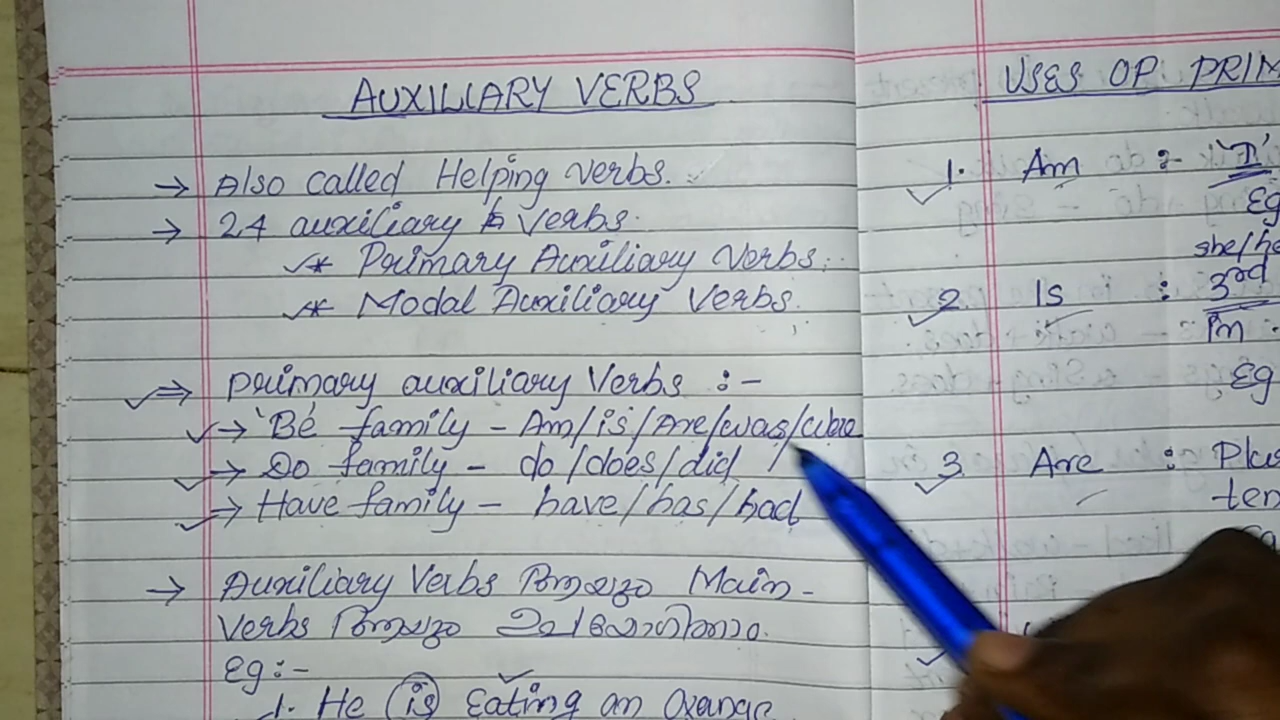 AUXILIARY VERBS
→ Also called Helping verbs.
→ 24 auxiliary Verbs.
* Primary Auxiliary Verbs.
* Modal Auxiliary Verbs.
⇒ Primary auxiliary Verbs :-
→ 'Be' family - Am/is/Are/was/were
→ Do family - do/does/did
→ Have family - have/has/had
→ Auxiliary Verbs Main-
Verbs
Eg:-
1. He is Eating an Orange
USES OF PRIM
1. Am :- 'I'
Eg
she/he
2. Is : 3rd
in
Eg
3. Are : Plu
ten